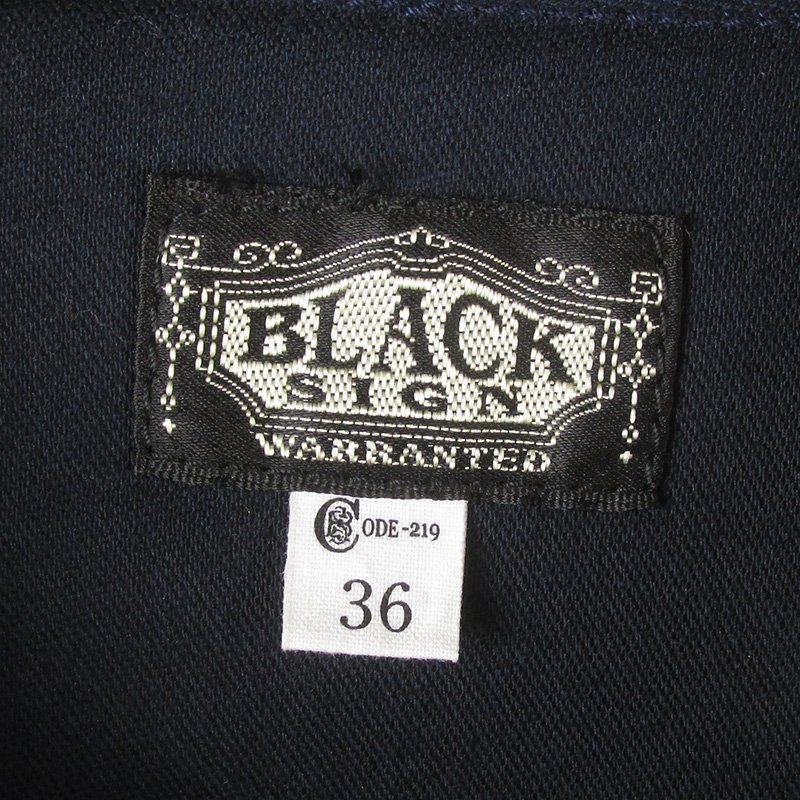 BLACK
SIGN
WARRANTED
CODE-219
36